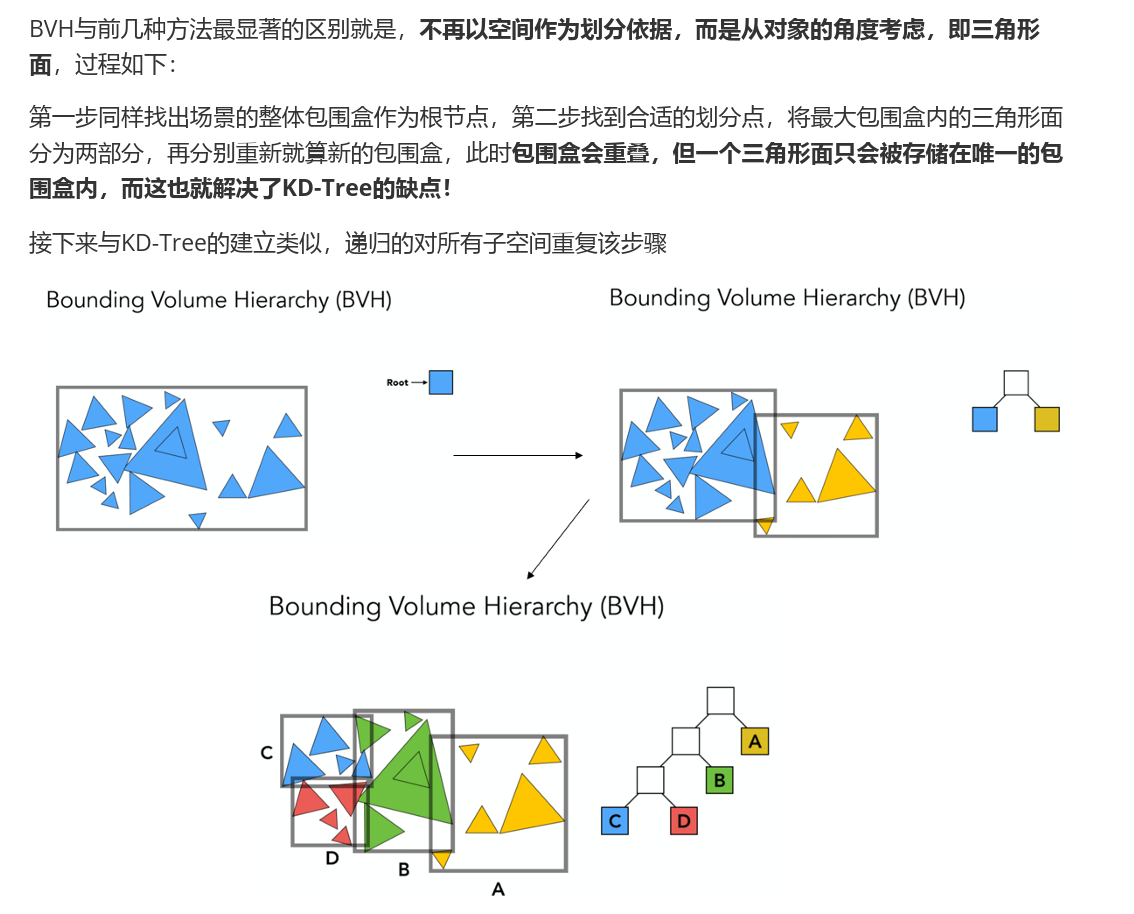 BVH与前几种方法最显著的区别就是，不再以空间作为划分依据，而是从对象的角度考虑，即三角形
面，过程如下：
第一步同样找出场景的整体包围盒作为根节点，第二步找到合适的划分点，将最大包围盒内的三角形面
分为两部分，再分别重新就算新的包围盒，此时包围盒会重叠，但一个三角形面只会被存储在唯一的包
围盒内，而这也就解决了KD-Tree的缺点！
接下来与KD-Tree的建立类似，递归的对所有子空间重复该步骤
Bounding Volume Hierarchy (BVH)
Bounding Volume Hierarchy (BVH)
Root
Bounding Volume Hierarchy (BVH)
C
D
B
A
A
B
C
D